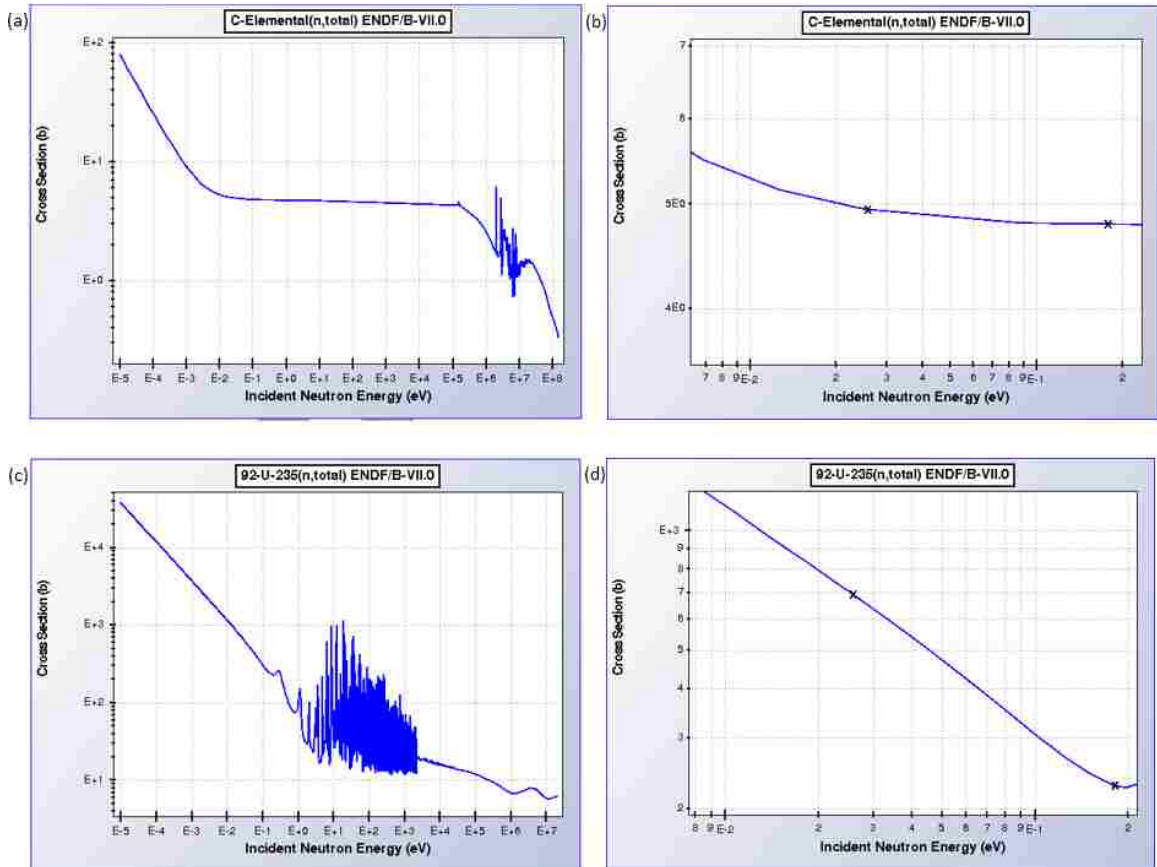 (a)
C-Elemental(n,total) ENDF/B-VII.0
Cross Section (b)
E+2
E+1
E+0
E-5 E-4 E-3 E-2 E-1 E+0 E+1 E+2 E+3 E+4 E+5 E+6 E+7 E+8
Incident Neutron Energy (eV)
(b)
C-Elemental(n,total) ENDF/B-VII.0
Cross Section (b)
7
6
5E0
4E0
7 8 9E-2 2 3 4 5 6 7 8 9E-1 2
Incident Neutron Energy (eV)
(c)
92-U-235(n,total) ENDF/B-VII.0
Cross Section (b)
E+4
E+3
E+2
E+1
E-5 E-4 E-3 E-2 E-1 E+0 E+1 E+2 E+3 E+4 E+5 E+6 E+7
Incident Neutron Energy (eV)
(d)
92-U-235(n,total) ENDF/B-VII.0
Cross Section (b)
E+3
9
8
7
6
5
4
3
2
8 9E-2 2 3 4 5 6 7 8 9E-1 2
Incident Neutron Energy (eV)